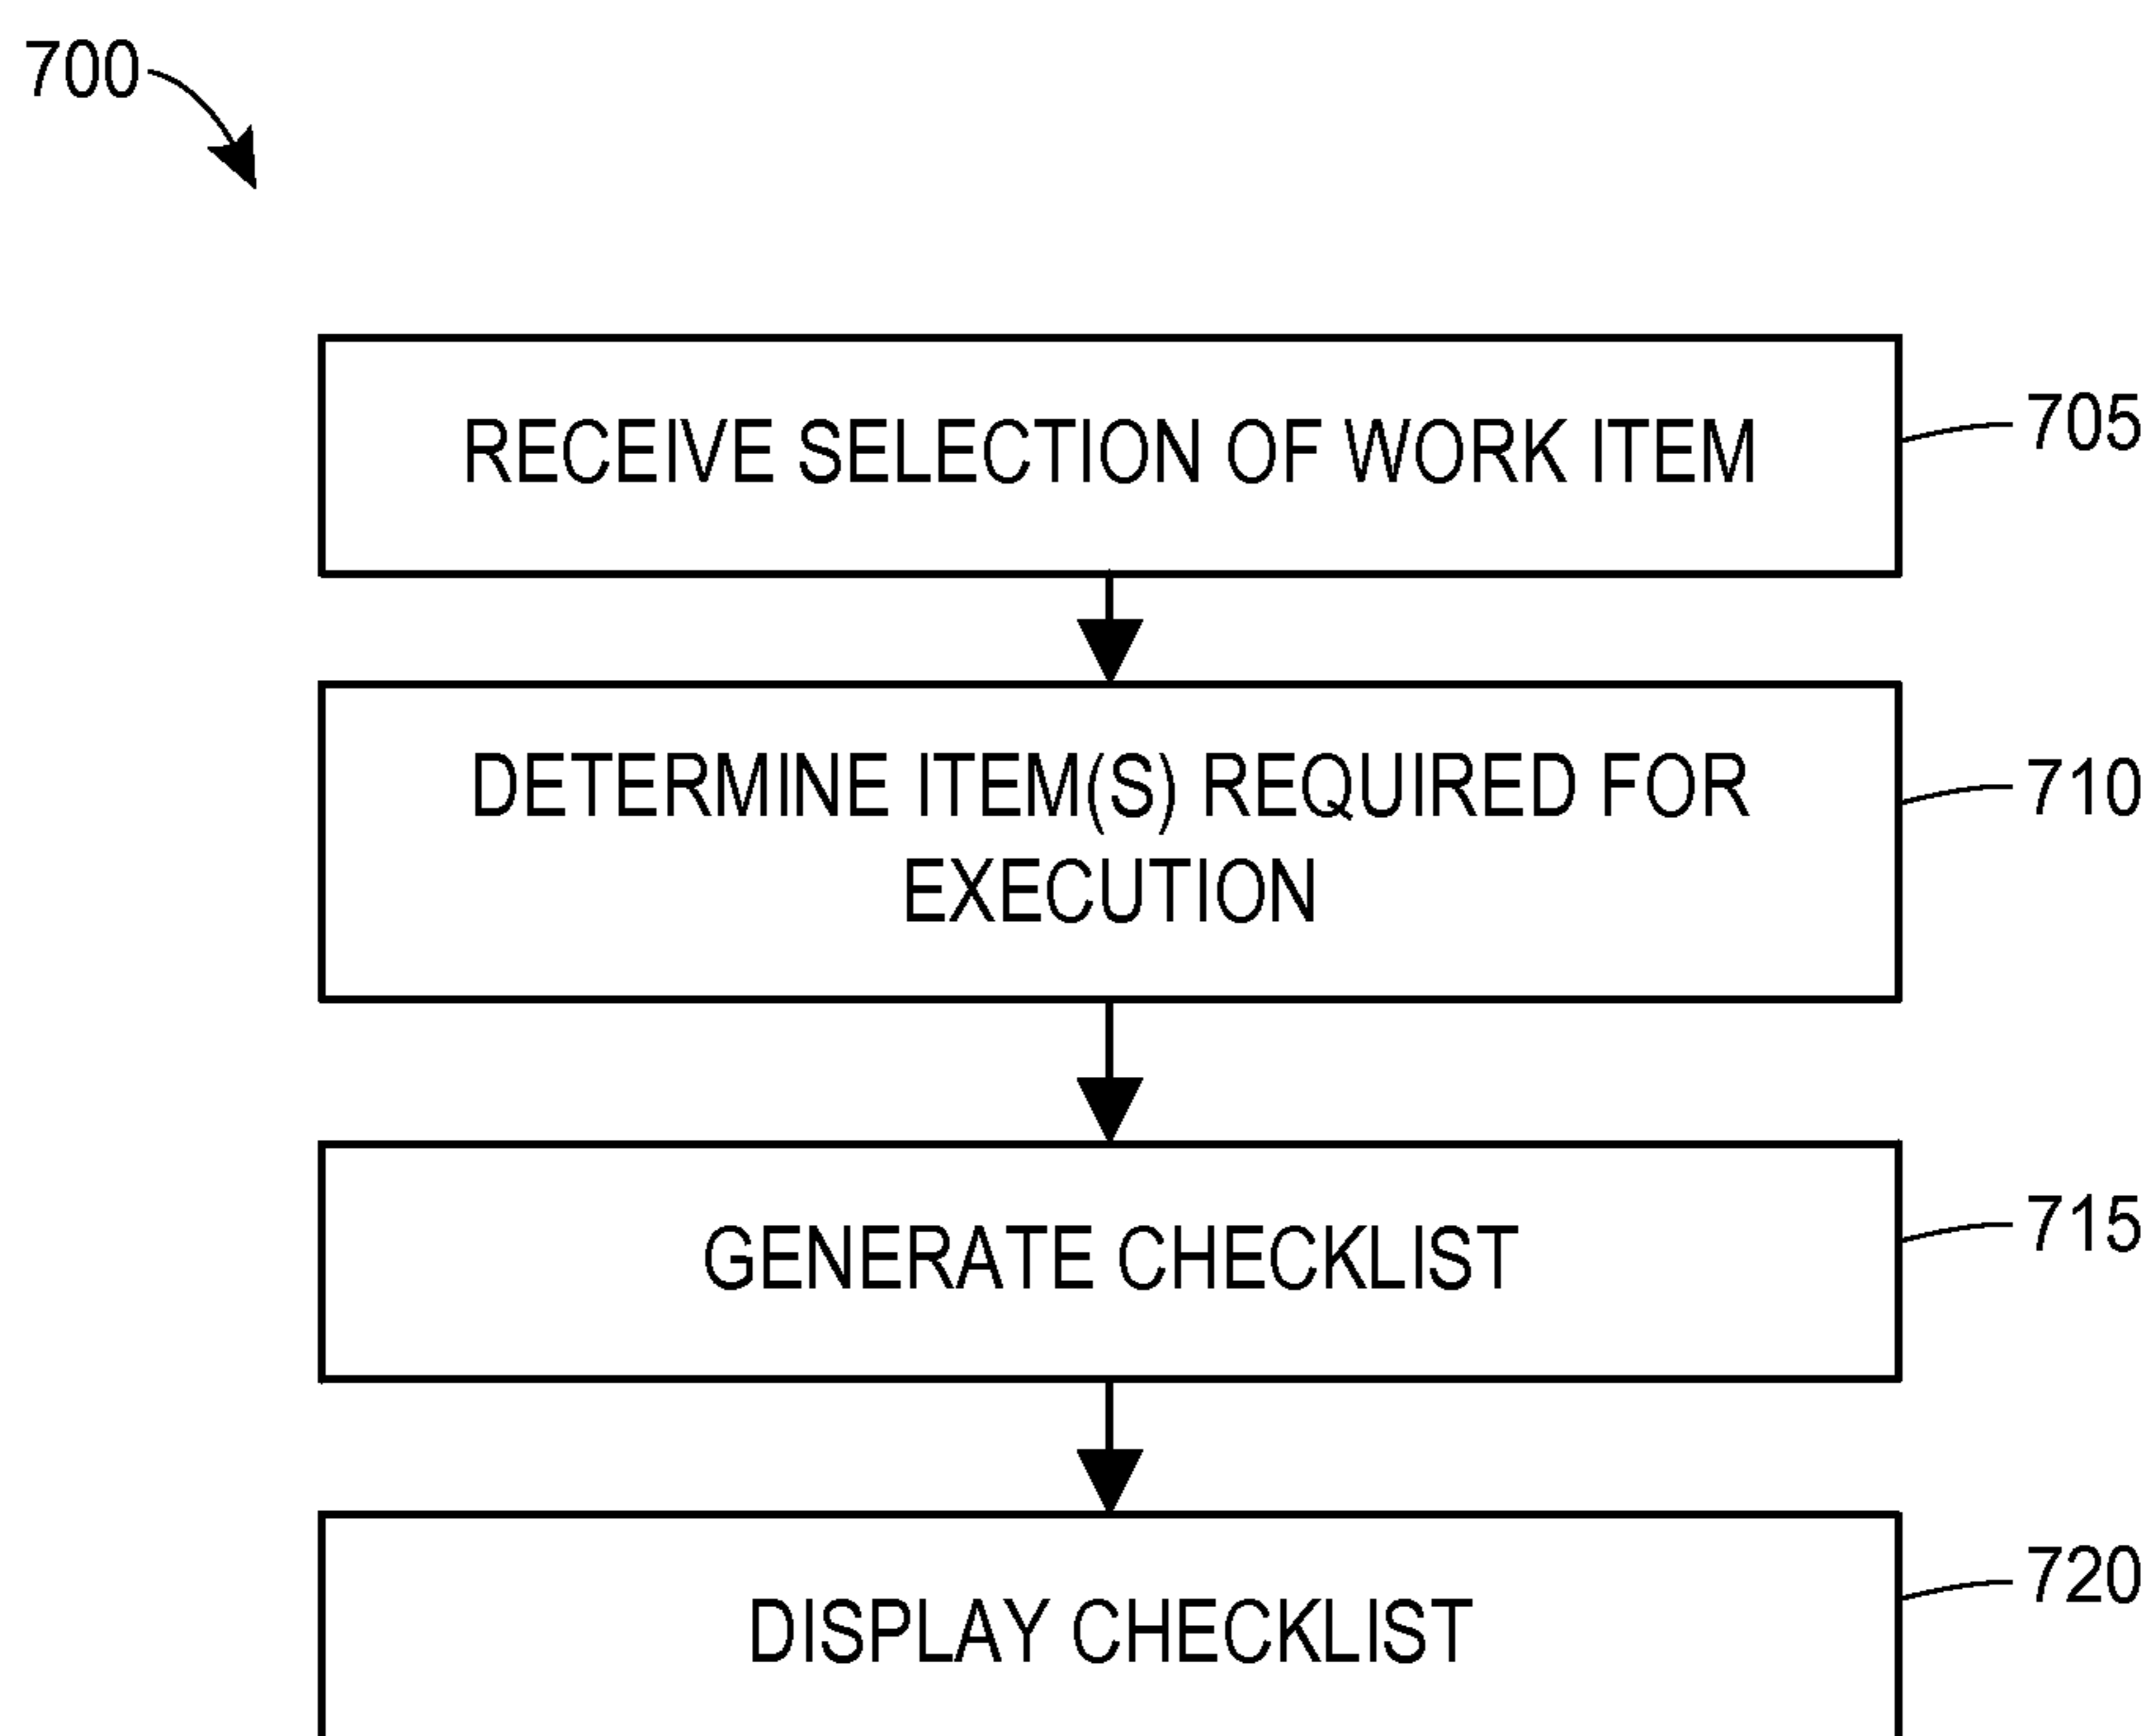 700
RECEIVE SELECTION OF WORK ITEM
705
DETERMINE ITEM(S) REQUIRED FOR
EXECUTION
710
GENERATE CHECKLIST
715
DISPLAY CHECKLIST
720